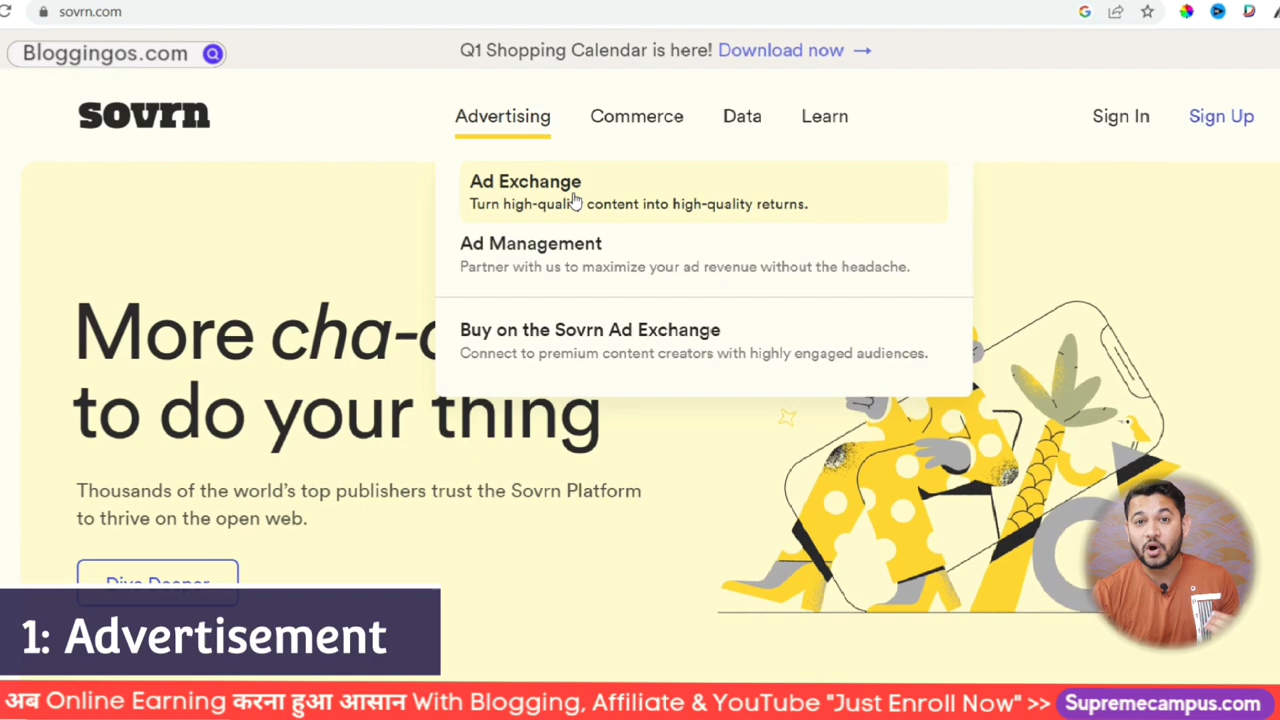 sovrn.com
Bloggingos.com
Q1 Shopping Calendar is here! Download now →
sovrn
Advertising Commerce Data Learn
Sign In Sign Up
Ad Exchange
Turn high-quality content into high-quality returns.
Ad Management
Partner with us to maximize your ad revenue without the headache.
Buy on the Sovrn Ad Exchange
Connect to premium content creators with highly engaged audiences.
More cha-c
to do your thing
Thousands of the world's top publishers trust the Sovrn Platform
to thrive on the open web.
Dive Deeper
1: Advertisement
अब Online Earning करना हुआ आसान With Blogging, Affiliate & YouTube "Just Enroll Now" >> Supremecampus.com